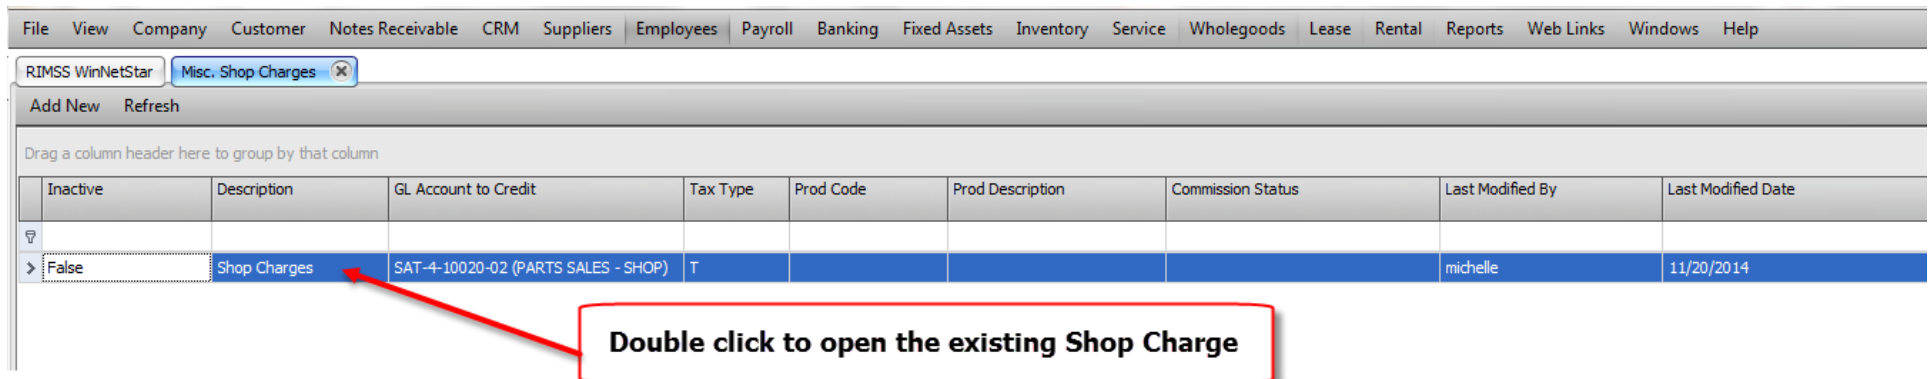 File View Company Customer Notes Receivable CRM Suppliers Employees Payroll Banking Fixed Assets Inventory Service Wholegoods Lease Rental Reports Web Links Windows Help
RIMSS WinNetStar Misc. Shop Charges
Add New Refresh
Drag a column header here to group by that column
Inactive Description GL Account to Credit Tax Type Prod Code Prod Description Commission Status Last Modified By Last Modified Date
False Shop Charges SAT-4-10020-02 (PARTS SALES - SHOP) T michelle 11/20/2014
Double click to open the existing Shop Charge